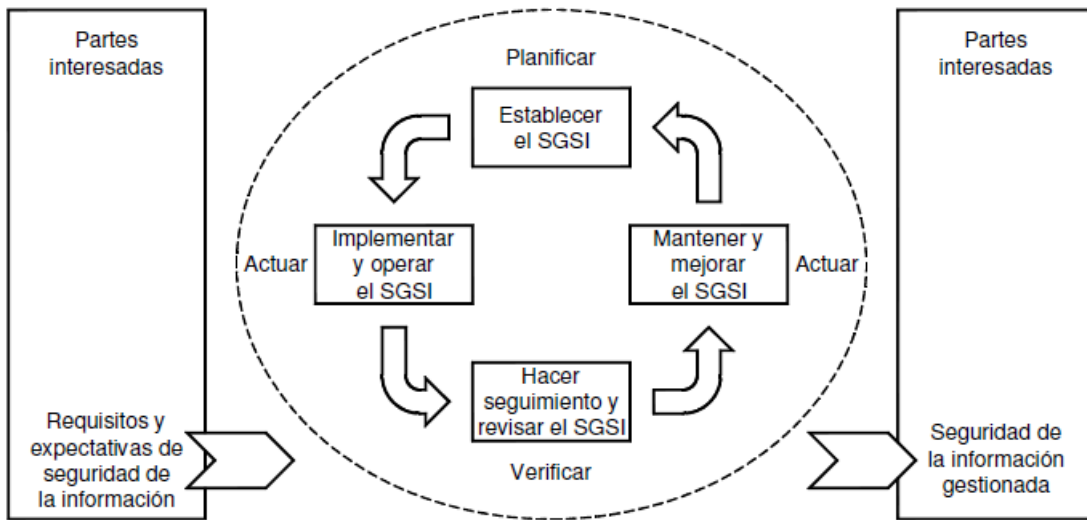 Partes
interesadas
Requisitos y
expectativas de
seguridad de
la información
Planificar
Establecer
el SGSI
Actuar
Implementar
y operar
el SGSI
Mantener y
mejorar
el SGSI
Actuar
Hacer
seguimiento y
revisar el SGSI
Verificar
Partes
interesadas
Seguridad de
la información
gestionada